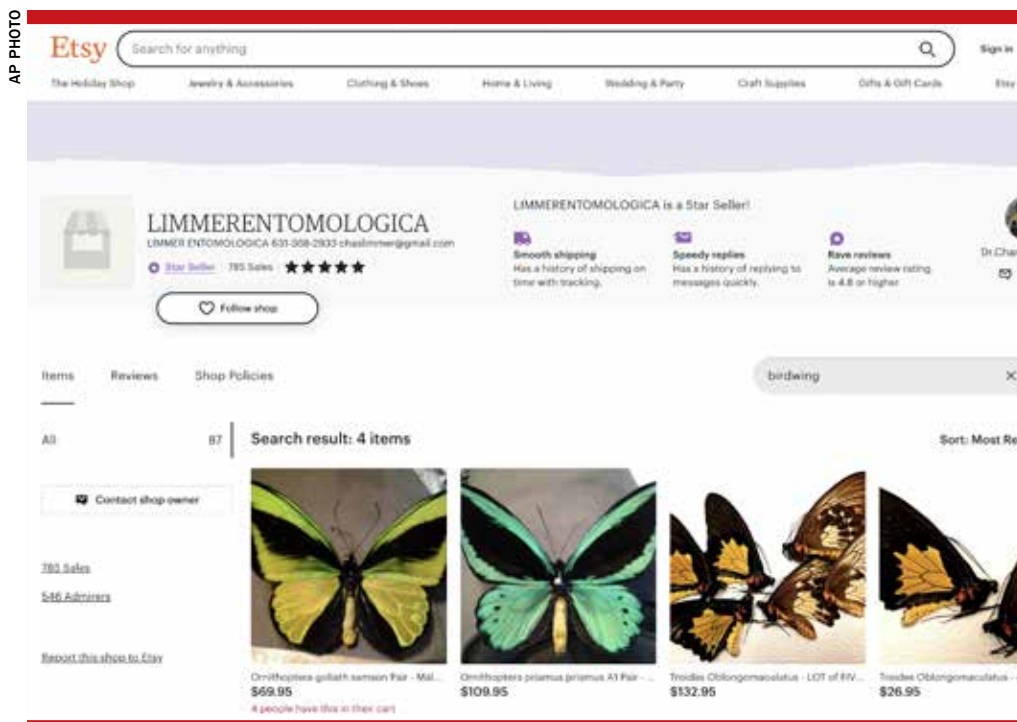 AP PHOTO
Etsy
Search for anything
Sign in
The Holiday Shop
Jewelry & Accessories
Clothing & Shoes
Home & Living
Wedding & Party
Craft Supplies
Gifts & Gift Cards
Etsy
LIMMERENTOMOLOGICA
LIMMER ENTOMOLOGICA 631-368-2933 chaslimmer@gmail.com
Star Seller
785 Sales
Follow shop
LIMMERENTOMOLOGICA is a Star Seller!
Smooth shipping
Has a history of shipping on
time with tracking.
Speedy replies
Has a history of replying to
messages quickly.
Rave reviews
Average review rating
is 4.8 or higher
Dr.Char
Items
Reviews
Shop Policies
birdwing
All
87
Search result: 4 items
Sort: Most Re
Contact shop owner
785 Sales
546 Admirers
Report this shop to Etsy
Ornithoptera goliath samson Pair - Mal...
$69.95
4 people have this in their cart
Ornithoptera priamus priamus A1 Pair - ...
$109.95
Troides Oblongomaculatus - LOT of FIV...
$132.95
Troides Oblongomaculatus -
$26.95